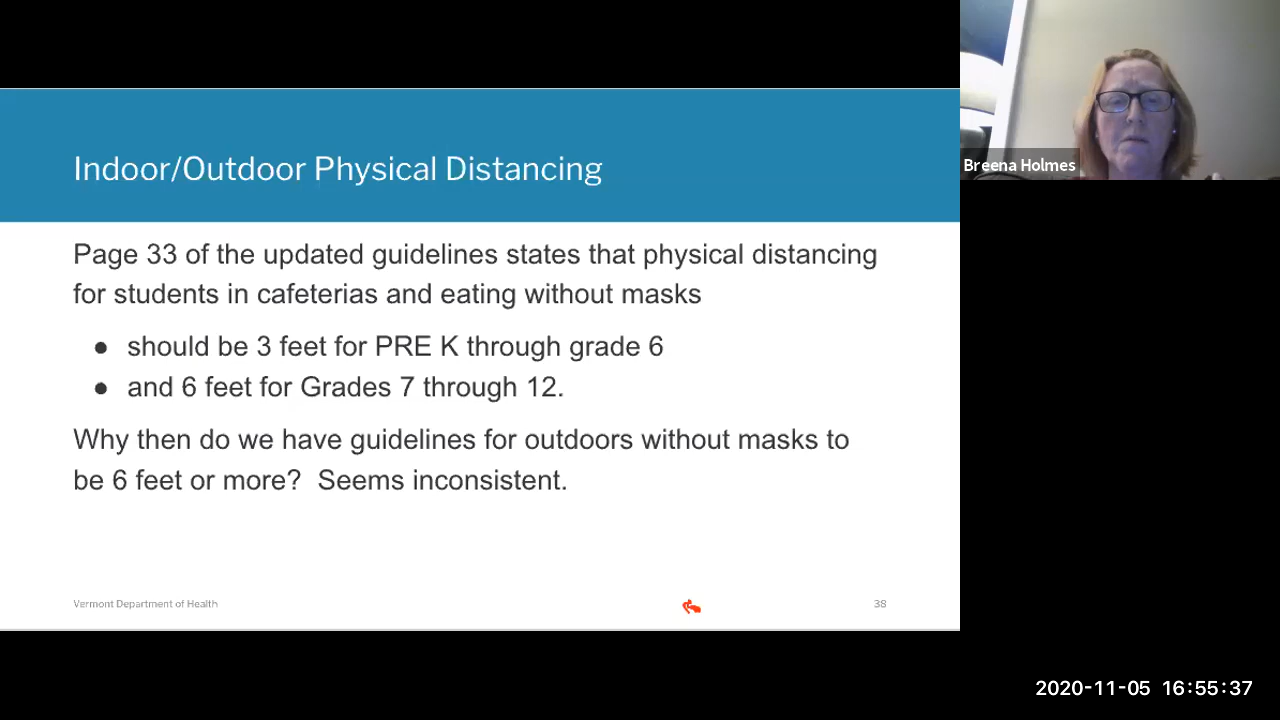 Indoor/Outdoor Physical Distancing
Breena Holmes
Page 33 of the updated guidelines states that physical distancing
for students in cafeterias and eating without masks
● should be 3 feet for PRE K through grade 6
● and 6 feet for Grades 7 through 12.
Why then do we have guidelines for outdoors without masks to
be 6 feet or more?  Seems inconsistent.
Vermont Department of Health
38
2020-11-05 16:55:37